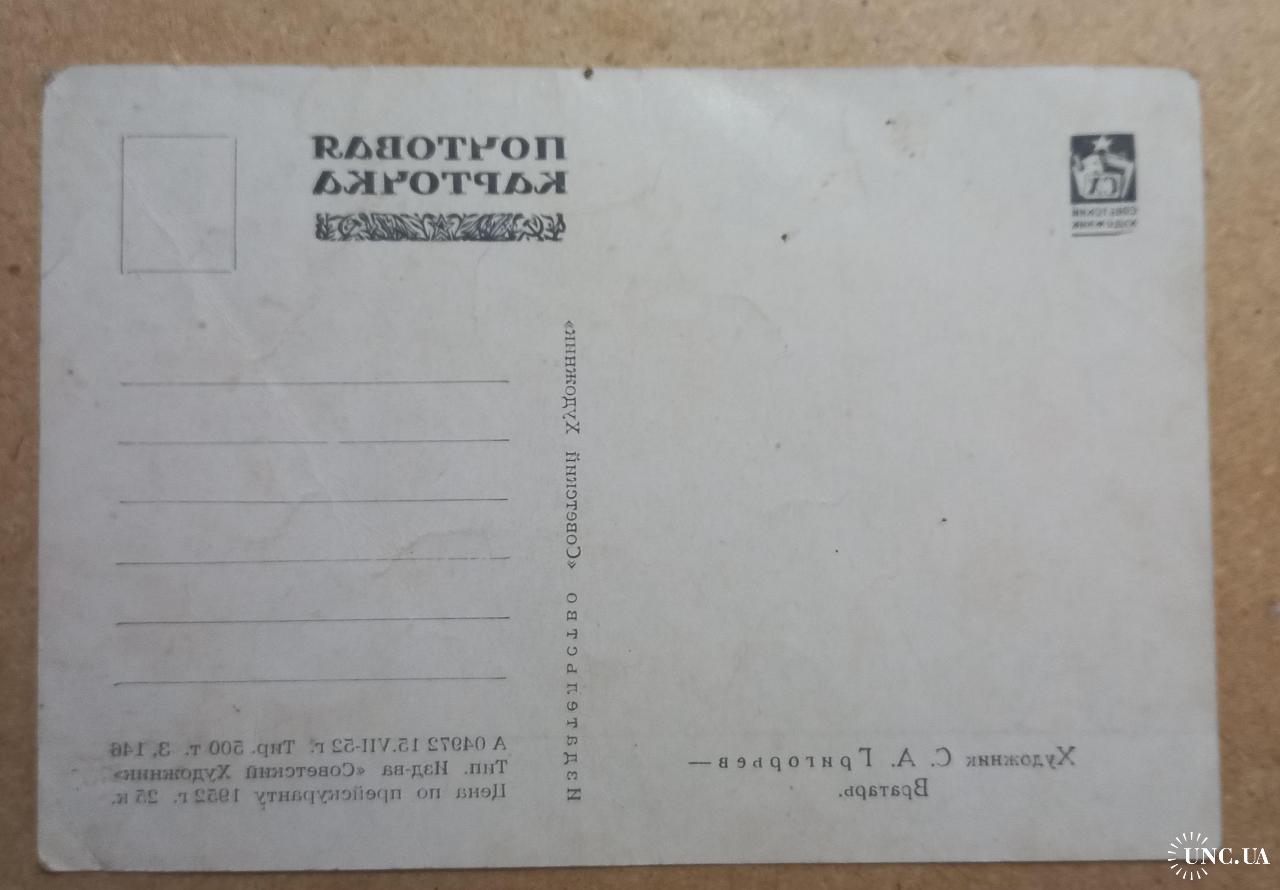 СОВЕТСКИЙ
ХУДОЖНИК
ПОЧТОВАЯ
КАРТОЧКА
Издательство «Советский Художник»
Художник С. А. Григорьев —
Вратарь.
А 04972 15.VII-52 г. Тир. 500 т. З. 146
Тип. Изд-ва «Советский Художник»
Цена по прейскуранту 1952 г. 25 к.
UNC.UA